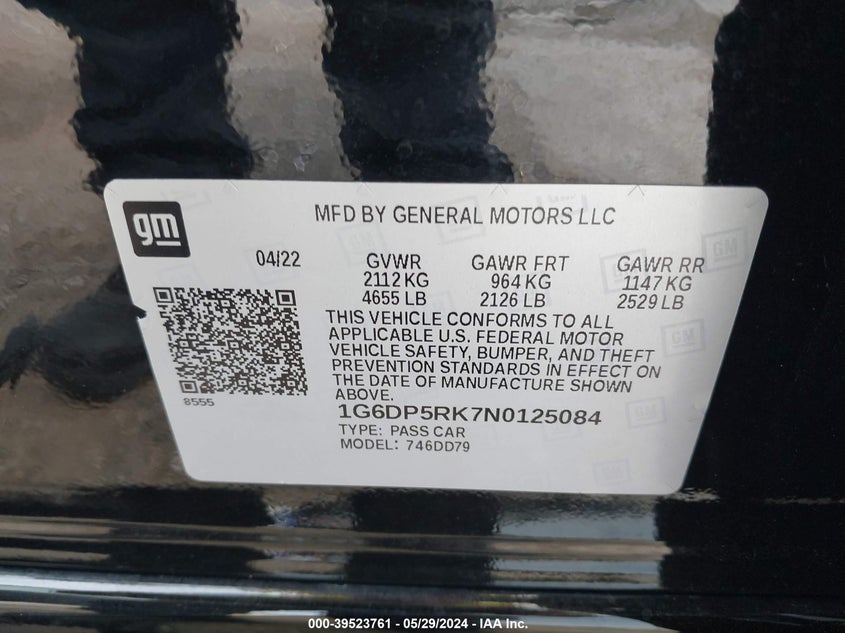 gm
MFD BY GENERAL MOTORS LLC
04/22
GVWR GAWR FRT GAWR RR
2112 KG 964 KG 1147 KG
4655 LB 2126 LB 2529 LB
THIS VEHICLE CONFORMS TO ALL
APPLICABLE U.S. FEDERAL MOTOR
VEHICLE SAFETY, BUMPER, AND THEFT
PREVENTION STANDARDS IN EFFECT ON
THE DATE OF MANUFACTURE SHOWN
ABOVE.
8555
1G6DP5RK7N0125084
TYPE: PASS CAR
MODEL: 746DD79
000-39523761 - 05/29/2024 - IAA Inc.